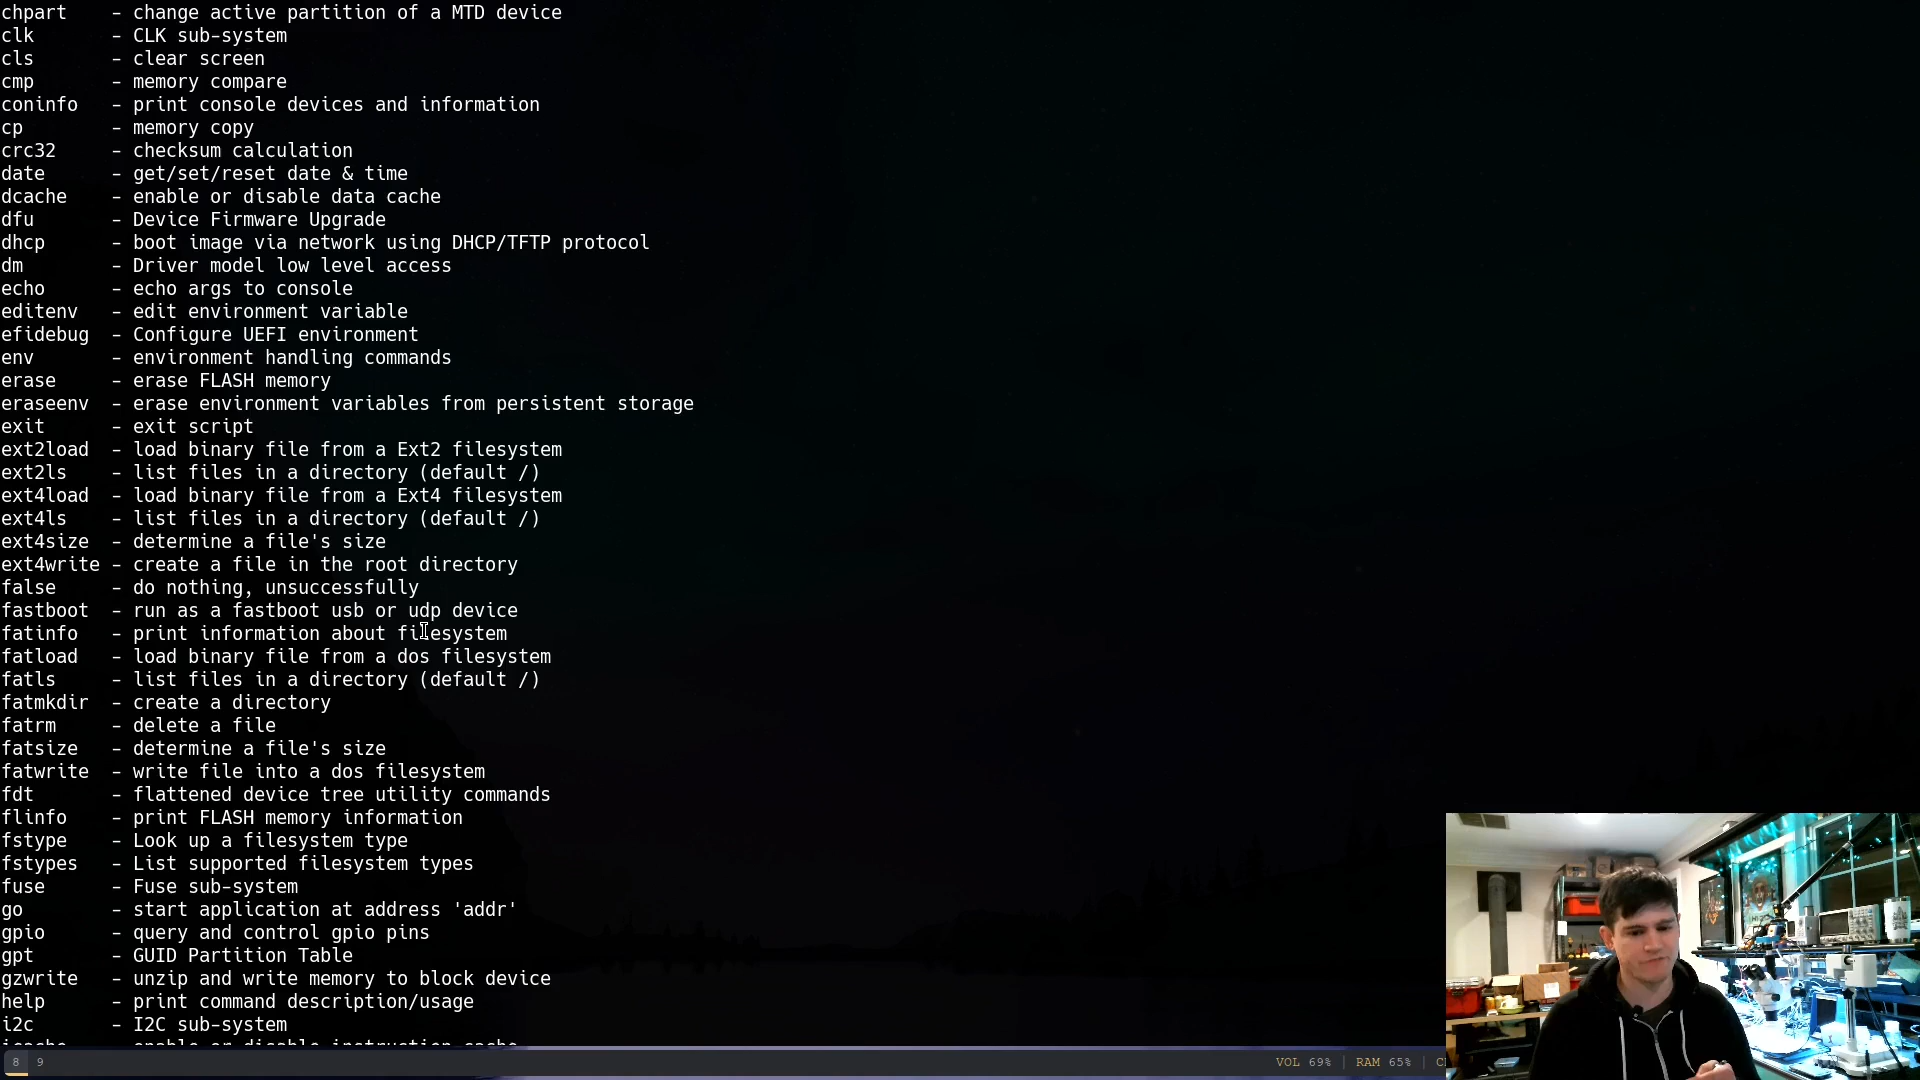 chpart    - change active partition of a MTD device
clk       - CLK sub-system
cls       - clear screen
cmp       - memory compare
coninfo   - print console devices and information
cp        - memory copy
crc32     - checksum calculation
date      - get/set/reset date & time
dcache    - enable or disable data cache
dfu       - Device Firmware Upgrade
dhcp      - boot image via network using DHCP/TFTP protocol
dm        - Driver model low level access
echo      - echo args to console
editenv   - edit environment variable
efidebug  - Configure UEFI environment
env       - environment handling commands
erase     - erase FLASH memory
eraseenv  - erase environment variables from persistent storage
exit      - exit script
ext2load  - load binary file from a Ext2 filesystem
ext2ls    - list files in a directory (default /)
ext4load  - load binary file from a Ext4 filesystem
ext4ls    - list files in a directory (default /)
ext4size  - determine a file's size
ext4write - create a file in the root directory
false     - do nothing, unsuccessfully
fastboot  - run as a fastboot usb or udp device
fatinfo   - print information about filesystem
fatload   - load binary file from a dos filesystem
fatls     - list files in a directory (default /)
fatmkdir  - create a directory
fatrm     - delete a file
fatsize   - determine a file's size
fatwrite  - write file into a dos filesystem
fdt       - flattened device tree utility commands
flinfo    - print FLASH memory information
fstype    - Look up a filesystem type
fstypes   - List supported filesystem types
fuse      - Fuse sub-system
go        - start application at address 'addr'
gpio      - query and control gpio pins
gpt       - GUID Partition Table
gzwrite   - unzip and write memory to block device
help      - print command description/usage
i2c       - I2C sub-system
icache    - enable or disable instruction cache
8 9 VOL 69% | RAM 65% |